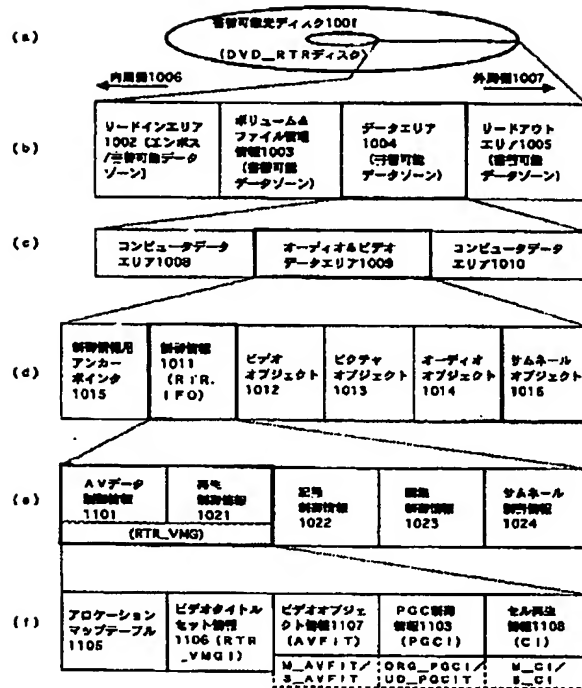 (a)
書替可能光ディスク1001
(DVD_RTRディスク)
内周側1006
外周側1007
(b)
リードインエリア
1002 (エンボス
/書替可能データ
ゾーン)
ボリューム&
ファイル管理
情報1003
(書替可能
データゾーン)
データエリア
1004
(書替可能
データゾーン)
リードアウト
エリア1005
(書替可能
データゾーン)
(c)
コンピュータデータ
エリア1008
オーディオ&ビデオ
データエリア1009
コンピュータデータ
エリア1010
(d)
制御情報用
アンカー
ポインタ
1015
制御情報
1011
(RTR.
IFO)
ビデオ
オブジェクト
1012
ピクチャ
オブジェクト
1013
オーディオ
オブジェクト
1014
サムネール
オブジェクト
1016
(e)
AVデータ
制御情報
1101
再生
制御情報
1021
(RTR_VMG)
記号
制御情報
1022
編集
制御情報
1023
サムネール
制御情報
1024
(f)
アロケーション
マップテーブル
1105
ビデオタイトル
セット情報
1106 (RTR
_VMGI)
ビデオオブジェ
クト情報1107
(AVFIT)
M_AVFIT/
S_AVFIT
PGC制御
情報1103
(PGCI)
ORG_PGCI/
UD_PGCIT
セル再生
情報1108
(CI)
M_CI/
S_CI